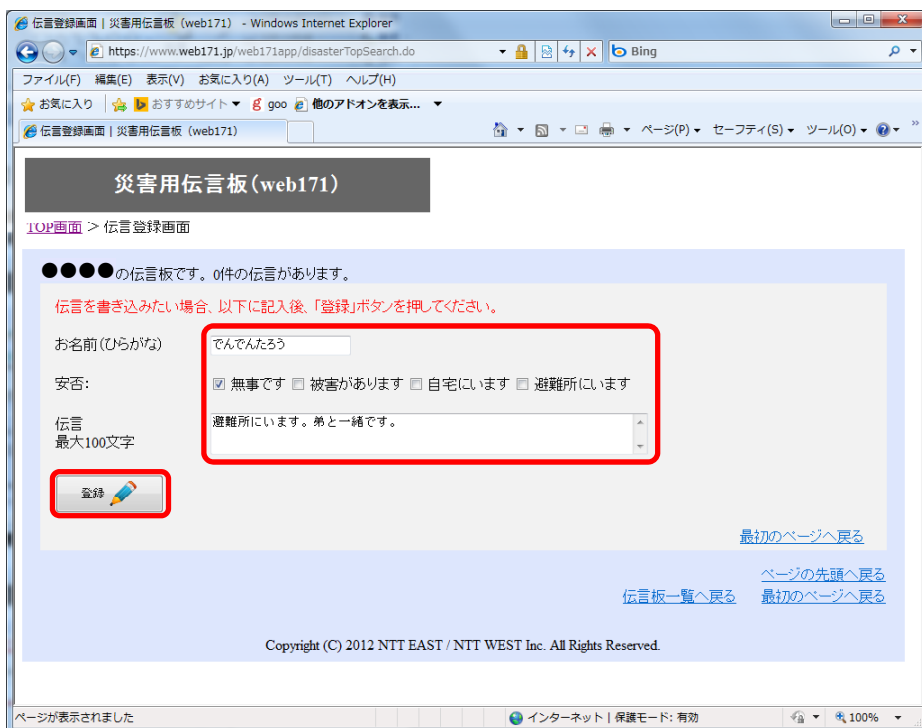 伝言登録画面 | 災害用伝言板（web171） - Windows Internet Explorer
https://www.web171.jp/web171app/disasterTopSearch.do
Bing
ファイル(F) 編集(E) 表示(V) お気に入り(A) ツール(T) ヘルプ(H)
お気に入り おすすめサイト goo 他のアドオンを表示...
伝言登録画面 | 災害用伝言板（web171） ページ(P) セーフティ(S) ツール(O)
災害用伝言板（web171）
TOP画面 ＞ 伝言登録画面
●●●●の伝言板です。0件の伝言があります。
伝言を書き込みたい場合、以下に記入後、「登録」ボタンを押してください。
お名前(ひらがな) でんでんたろう
安否: 無事です 被害があります 自宅にいます 避難所にいます
伝言 避難所にいます。弟と一緒です。
最大100文字
登録
最初のページへ戻る
ページの先頭へ戻る
伝言板一覧へ戻る 最初のページへ戻る
Copyright (C) 2012 NTT EAST / NTT WEST Inc. All Rights Reserved.
ページが表示されました インターネット | 保護モード: 有効 100%